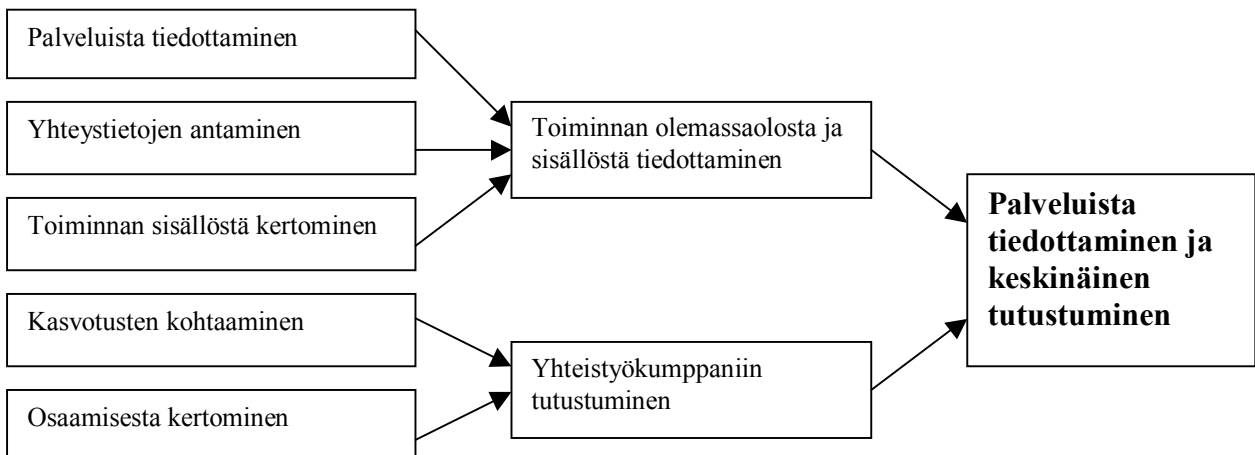 Palveluista tiedottaminen
Yhteystietojen antaminen
Toiminnan sisällöstä kertominen
Kasvotusten kohtaaminen
Osaamisesta kertominen
Toiminnan olemassaolosta ja
sisällöstä tiedottaminen
Yhteistyökumppaniin
tutustuminen
Palveluista
tiedottaminen ja
keskinäinen
tutustuminen